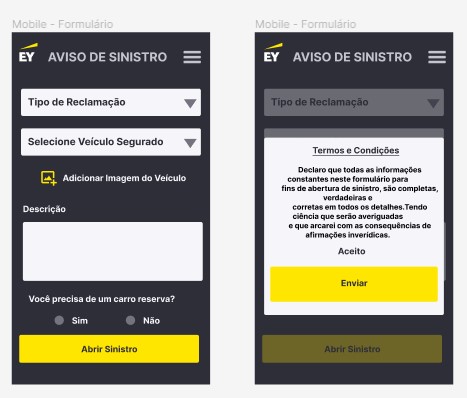 Mobile - Formulário
EY
AVISO DE SINISTRO
Tipo de Reclamação
Selecione Veículo Segurado
Adicionar Imagem do Veículo
Descrição
Você precisa de um carro reserva?
Sim
Não
Abrir Sinistro
Mobile - Formulário
EY
AVISO DE SINISTRO
Tipo de Reclamação
Termos e Condições
Declaro que todas as informações
constantes neste formulário para
fins de abertura de sinistro, são completas,
verdadeiras e
corretas em todos os detalhes.Tendo
ciência que serão averiguadas
e que arcarei com as consequências de
afirmações inverídicas.
Aceito
Enviar
Abrir Sinistro